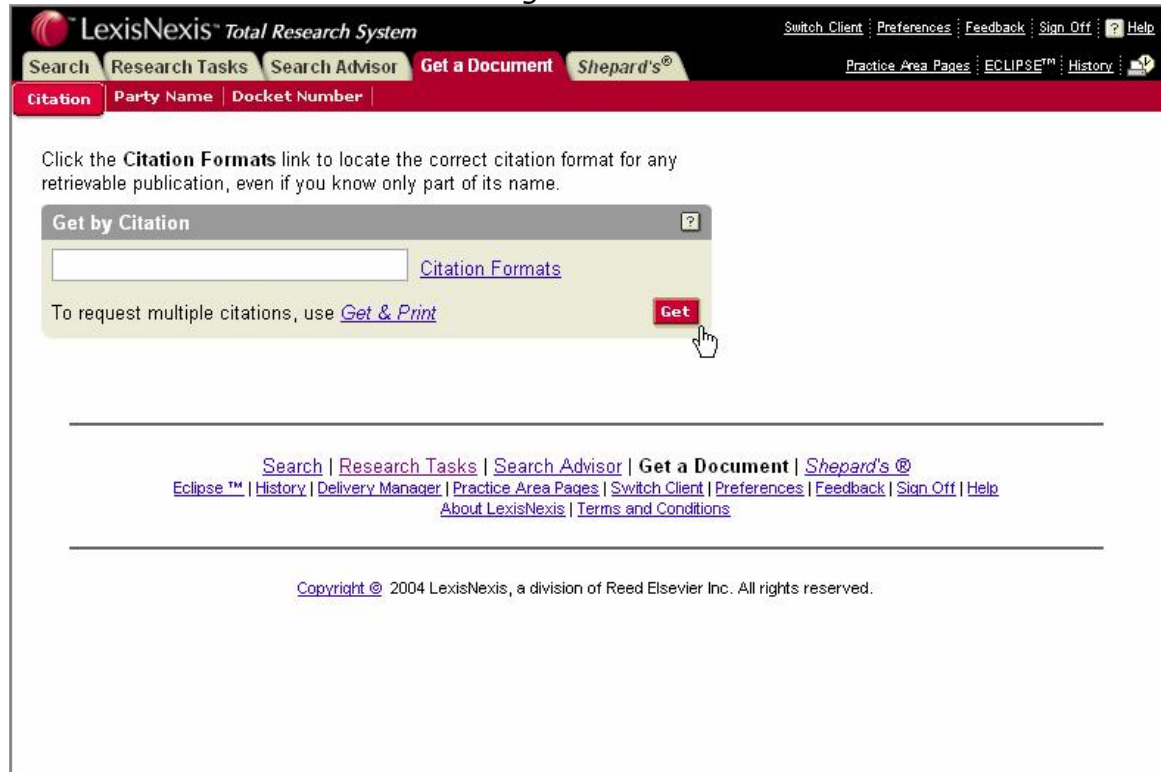 LexisNexis™ Total Research System
Switch Client | Preferences | Feedback | Sign Off | ? Help
Search Research Tasks Search Advisor Get a Document Shepard's®
Practice Area Pages | ECLIPSE™ | History
Citation | Party Name | Docket Number |
Click the Citation Formats link to locate the correct citation format for any
retrievable publication, even if you know only part of its name.
Get by Citation ?
Citation Formats
To request multiple citations, use Get & Print Get
Search | Research Tasks | Search Advisor | Get a Document | Shepard's ®
Eclipse ™ | History | Delivery Manager | Practice Area Pages | Switch Client | Preferences | Feedback | Sign Off | Help
About LexisNexis | Terms and Conditions
Copyright © 2004 LexisNexis, a division of Reed Elsevier Inc. All rights reserved.